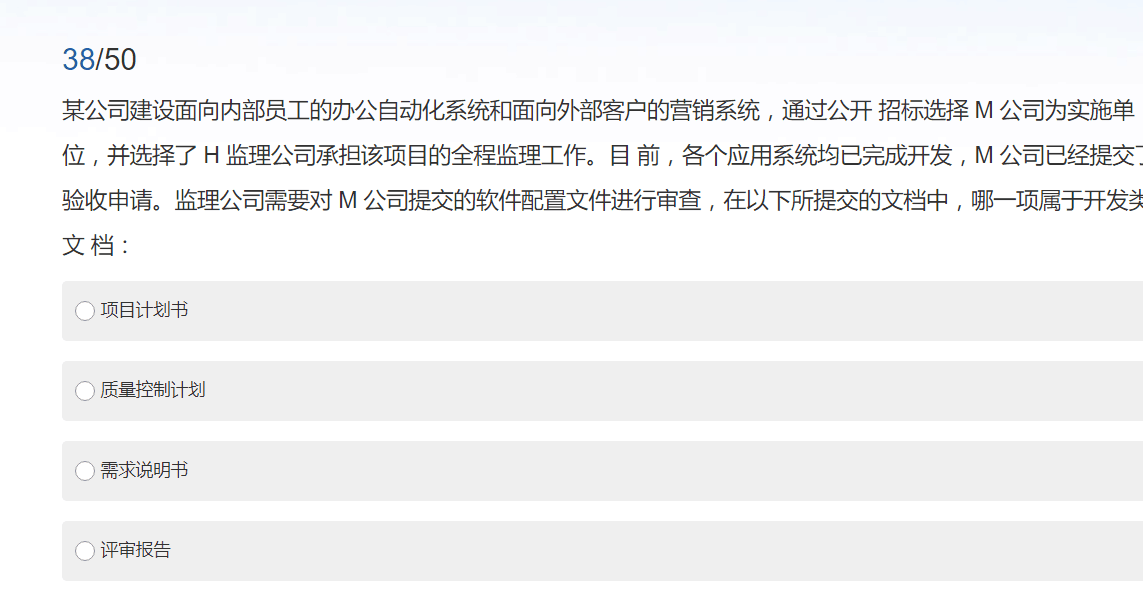 38/50
某公司建设面向内部员工的办公自动化系统和面向外部客户的营销系统，通过公开 招标选择 M 公司为实施单
位，并选择了 H 监理公司承担该项目的全程监理工作。目 前，各个应用系统均已完成开发，M 公司已经提交了
验收申请。监理公司需要对 M 公司提交的软件配置文件进行审查，在以下所提交的文档中，哪一项属于开发类
文 档：
项目计划书
质量控制计划
需求说明书
评审报告